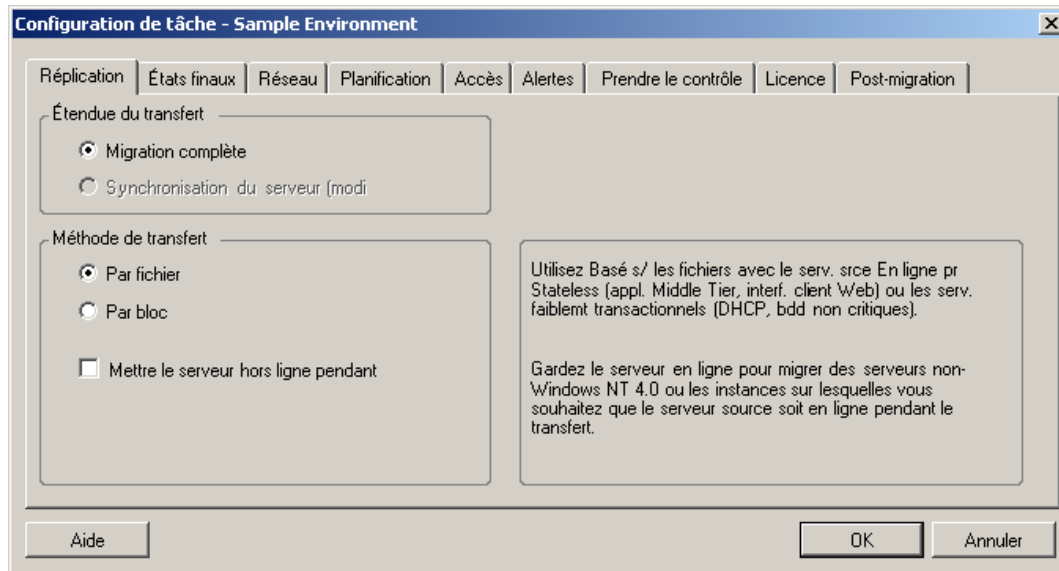 Configuration de tâche - Sample Environment
Réplication États finaux Réseau Planification Accès Alertes Prendre le contrôle Licence Post-migration
Étendue du transfert
Migration complète
Synchronisation du serveur (modi
Méthode de transfert
Par fichier
Par bloc
Mettre le serveur hors ligne pendant
Utilisez Basé s/ les fichiers avec le serv. srce En ligne pr
Stateless (appl. Middle Tier, interf. client Web) ou les serv.
faiblemt transactionnels (DHCP, bdd non critiques).
Gardez le serveur en ligne pour migrer des serveurs non-
Windows NT 4.0 ou les instances sur lesquelles vous
souhaitez que le serveur source soit en ligne pendant le
transfert.
Aide OK Annuler